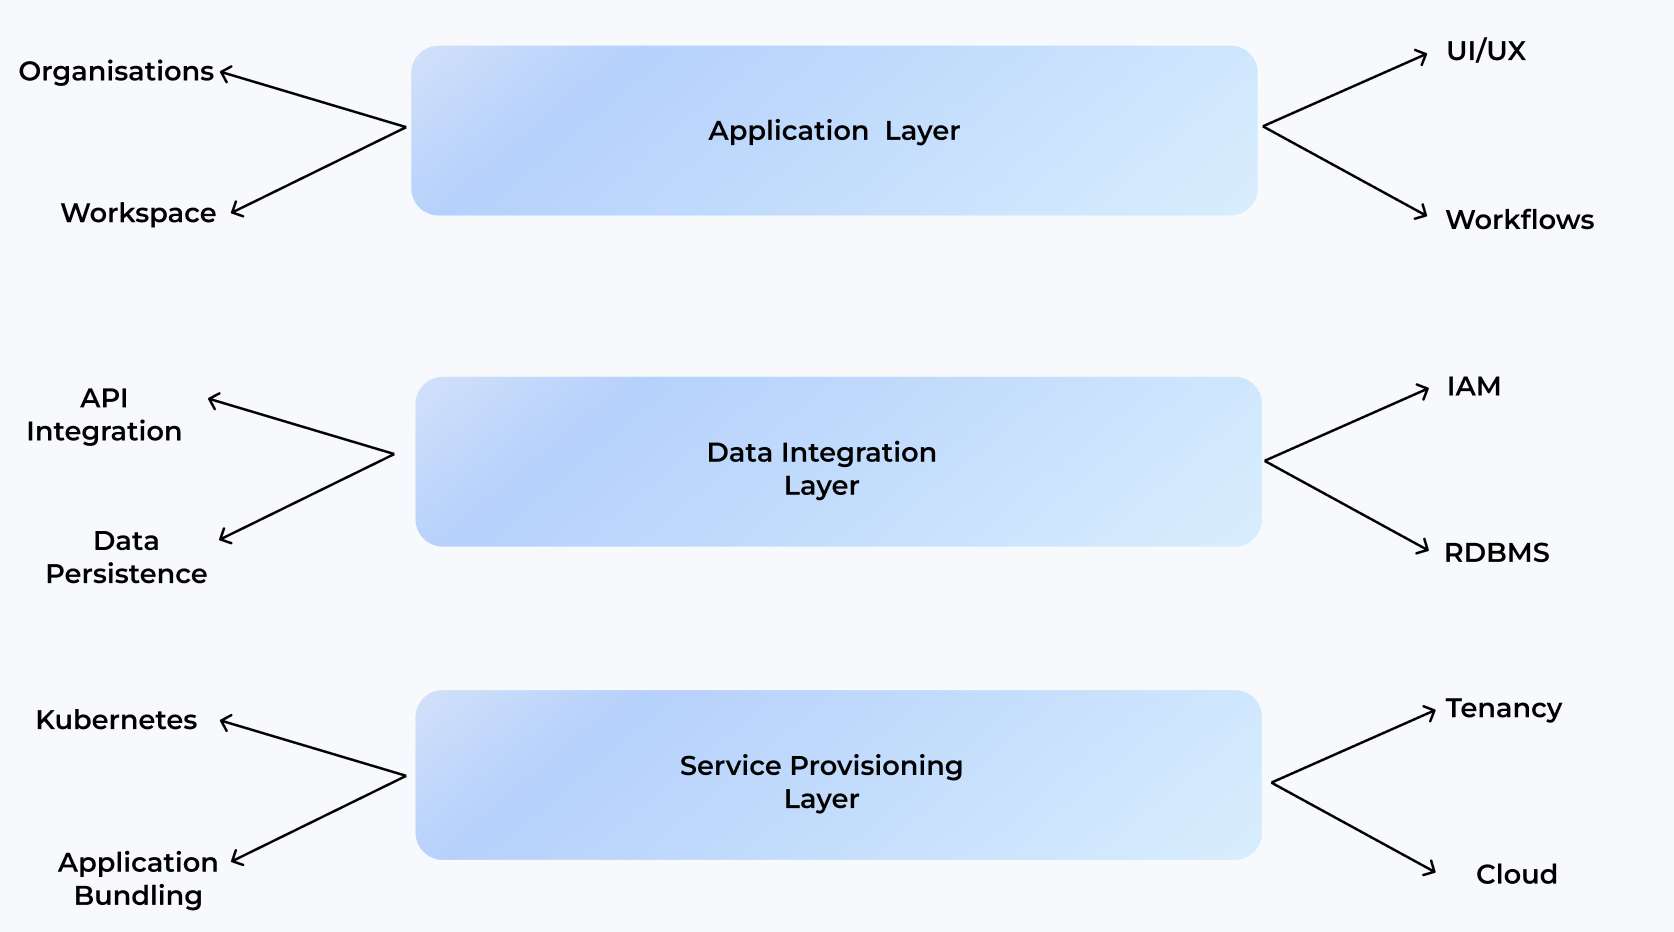 Organisations
Workspace
Application  Layer
UI/UX
Workflows
API
Integration
Data
Persistence
Data Integration
Layer
IAM
RDBMS
Kubernetes
Application
Bundling
Service Provisioning
Layer
Tenancy
Cloud